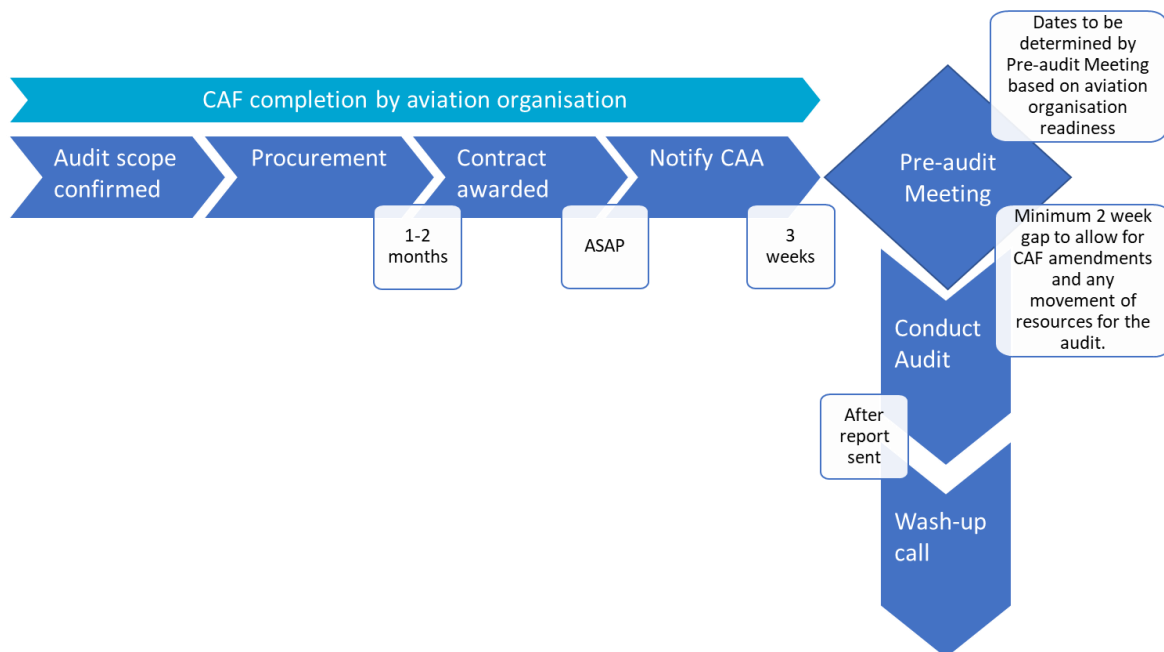 CAF completion by aviation organisation
Audit scope
confirmed
Procurement
Contract
awarded
Notify CAA
1-2
months
ASAP
3
weeks
Pre-audit
Meeting
Dates to be
determined by
Pre-audit Meeting
based on aviation
organisation
readiness
Minimum 2 week
gap to allow for
CAF amendments
and any
movement of
resources for the
audit.
Conduct
Audit
After
report
sent
Wash-up
call